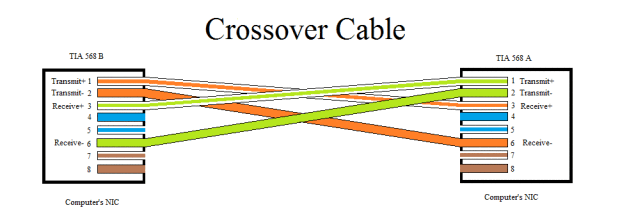 Crossover Cable
TIA 568 B
Transmit+ 1
Transmit- 2
Receive+ 3
4
5
Receive- 6
7
8
Computer's NIC
TIA 568 A
1 Transmit+
2 Transmit-
3 Receive+
4
5
6 Receive-
7
8
Computer's NIC